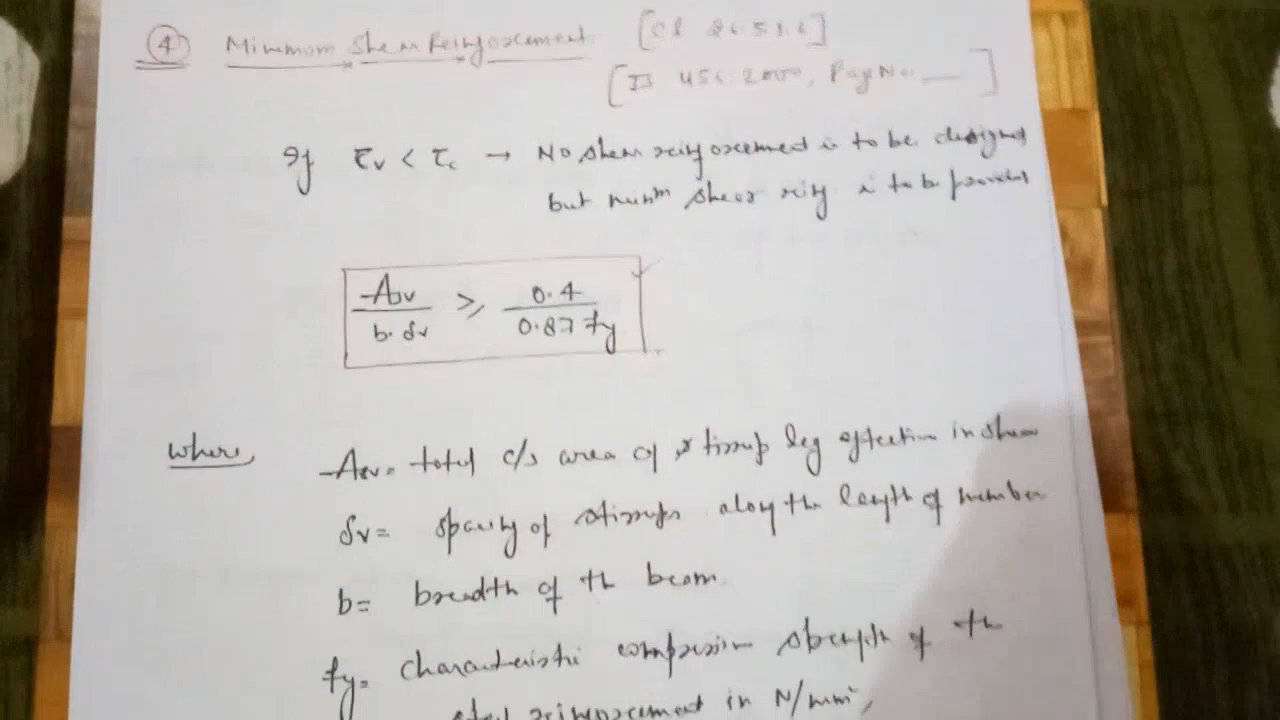 ④ Minimum Shear Reinforcement [Cl 26.5.1.6]
[IS 456:2000, Page No. __ ]
If τv < τc → No shear reinforcement is to be designed
but minm shear reinf is to be provided
Asv / b. Sv ≥ 0.4 / 0.87 fy
where, Asv = total c/s area of stirrup leg effective in shear
Sv = spacing of stirrups along the length of member
b = breadth of the beam.
fy = characteristic compression strength of the
steel reinforcement in N/mm²,